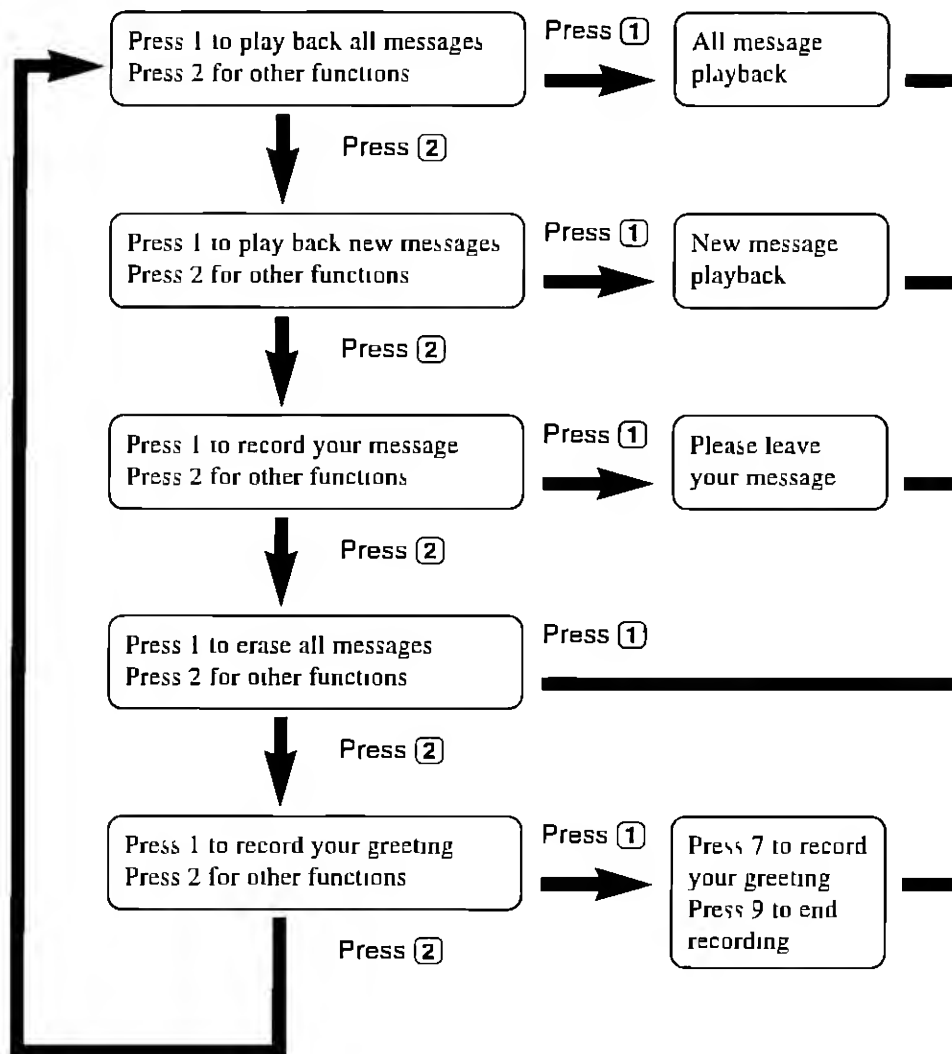 Press 1 to play back all messages
Press 2 for other functions
Press 1
All message
playback
Press 2
Press 1 to play back new messages
Press 2 for other functions
Press 1
New message
playback
Press 2
Press 1 to record your message
Press 2 for other functions
Press 1
Please leave
your message
Press 2
Press 1 to erase all messages
Press 2 for other functions
Press 1
Press 2
Press 1 to record your greeting
Press 2 for other functions
Press 1
Press 7 to record
your greeting
Press 9 to end
recording
Press 2